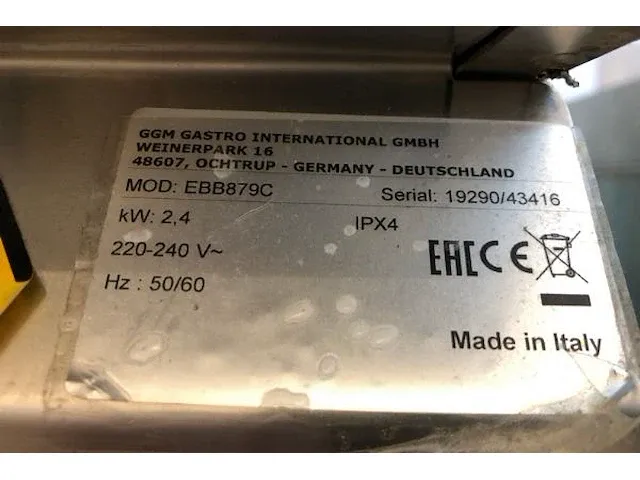 GGM GASTRO INTERNATIONAL GMBH
WEINERPARK 16
48607, OCHTRUP - GERMANY - DEUTSCHLAND
MOD: EBB879C Serial: 19290/43416
kW: 2,4 IPX4
220-240 V~
EAC CE
Hz : 50/60
Made in Italy